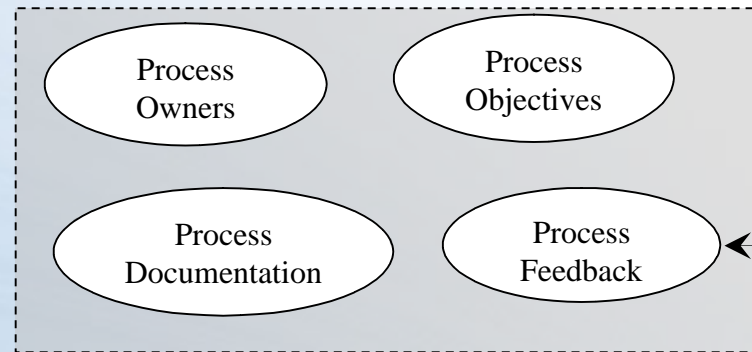 Process
Owners
Process
Objectives
Process
Documentation
Process
Feedback